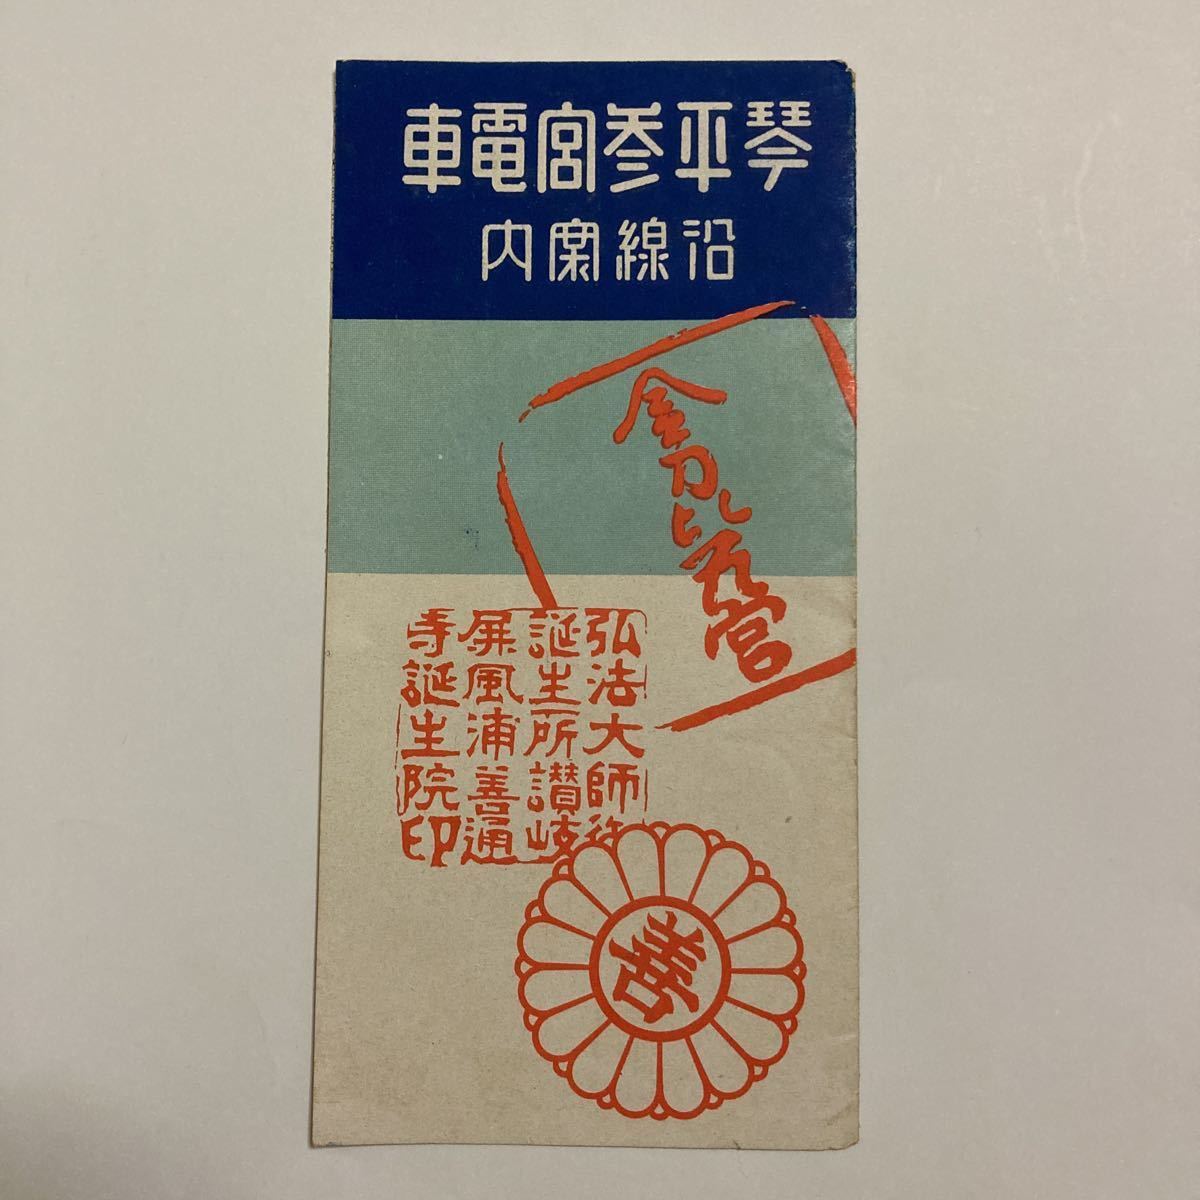 琴平参宮電車
沿線案内
金刀比羅宮
弘法大師御
誕生所讃岐
屏風浦善通
寺誕生院印
善